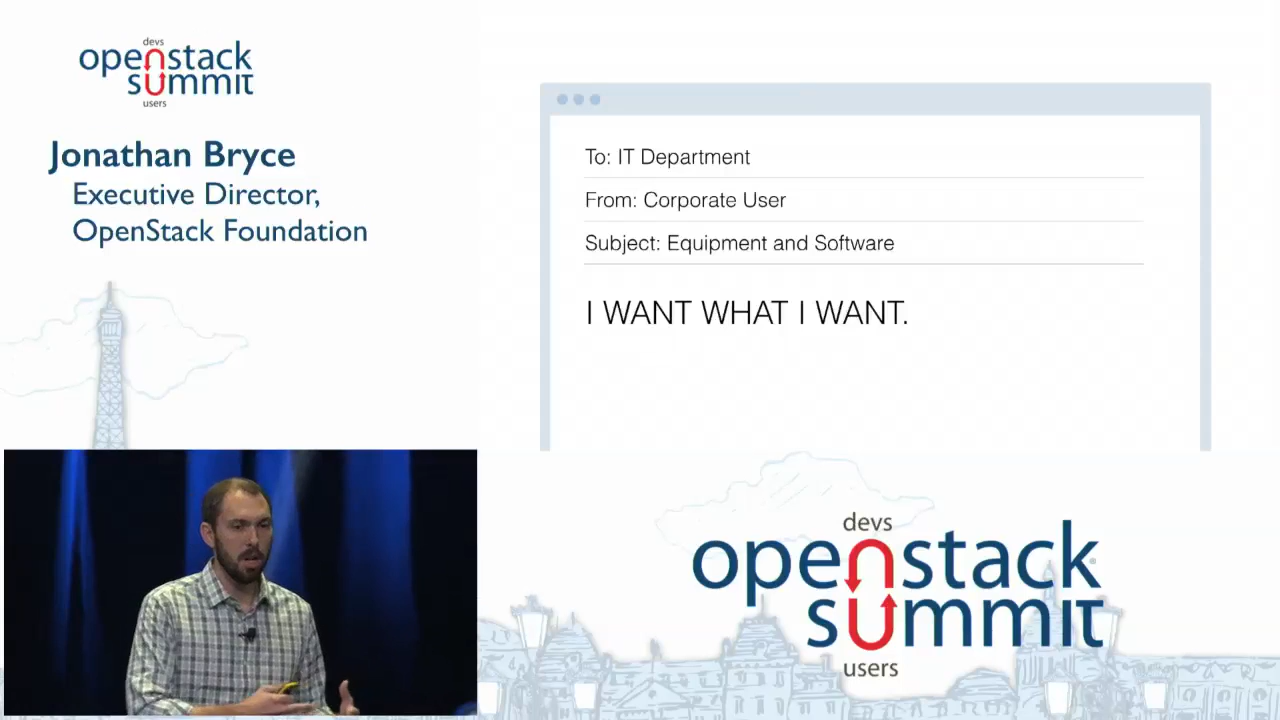 devs
openstack
summit
users
Jonathan Bryce
Executive Director,
OpenStack Foundation
To: IT Department
From: Corporate User
Subject: Equipment and Software
I WANT WHAT I WANT.
devs
openstack
summit
users